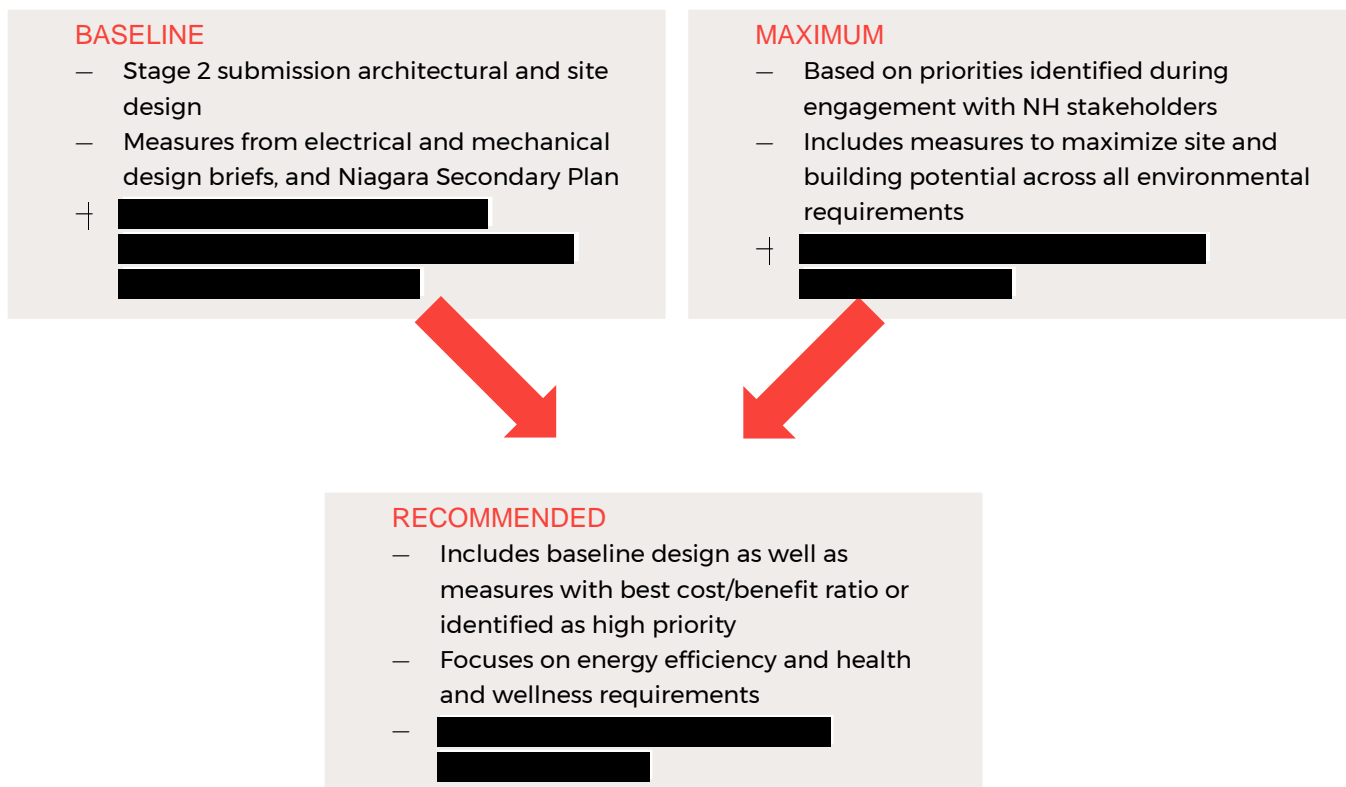 BASELINE
— Stage 2 submission architectural and site
design
— Measures from electrical and mechanical
design briefs, and Niagara Secondary Plan
—
MAXIMUM
— Based on priorities identified during
engagement with NH stakeholders
— Includes measures to maximize site and
building potential across all environmental
requirements
—
RECOMMENDED
— Includes baseline design as well as
measures with best cost/benefit ratio or
identified as high priority
— Focuses on energy efficiency and health
and wellness requirements
—